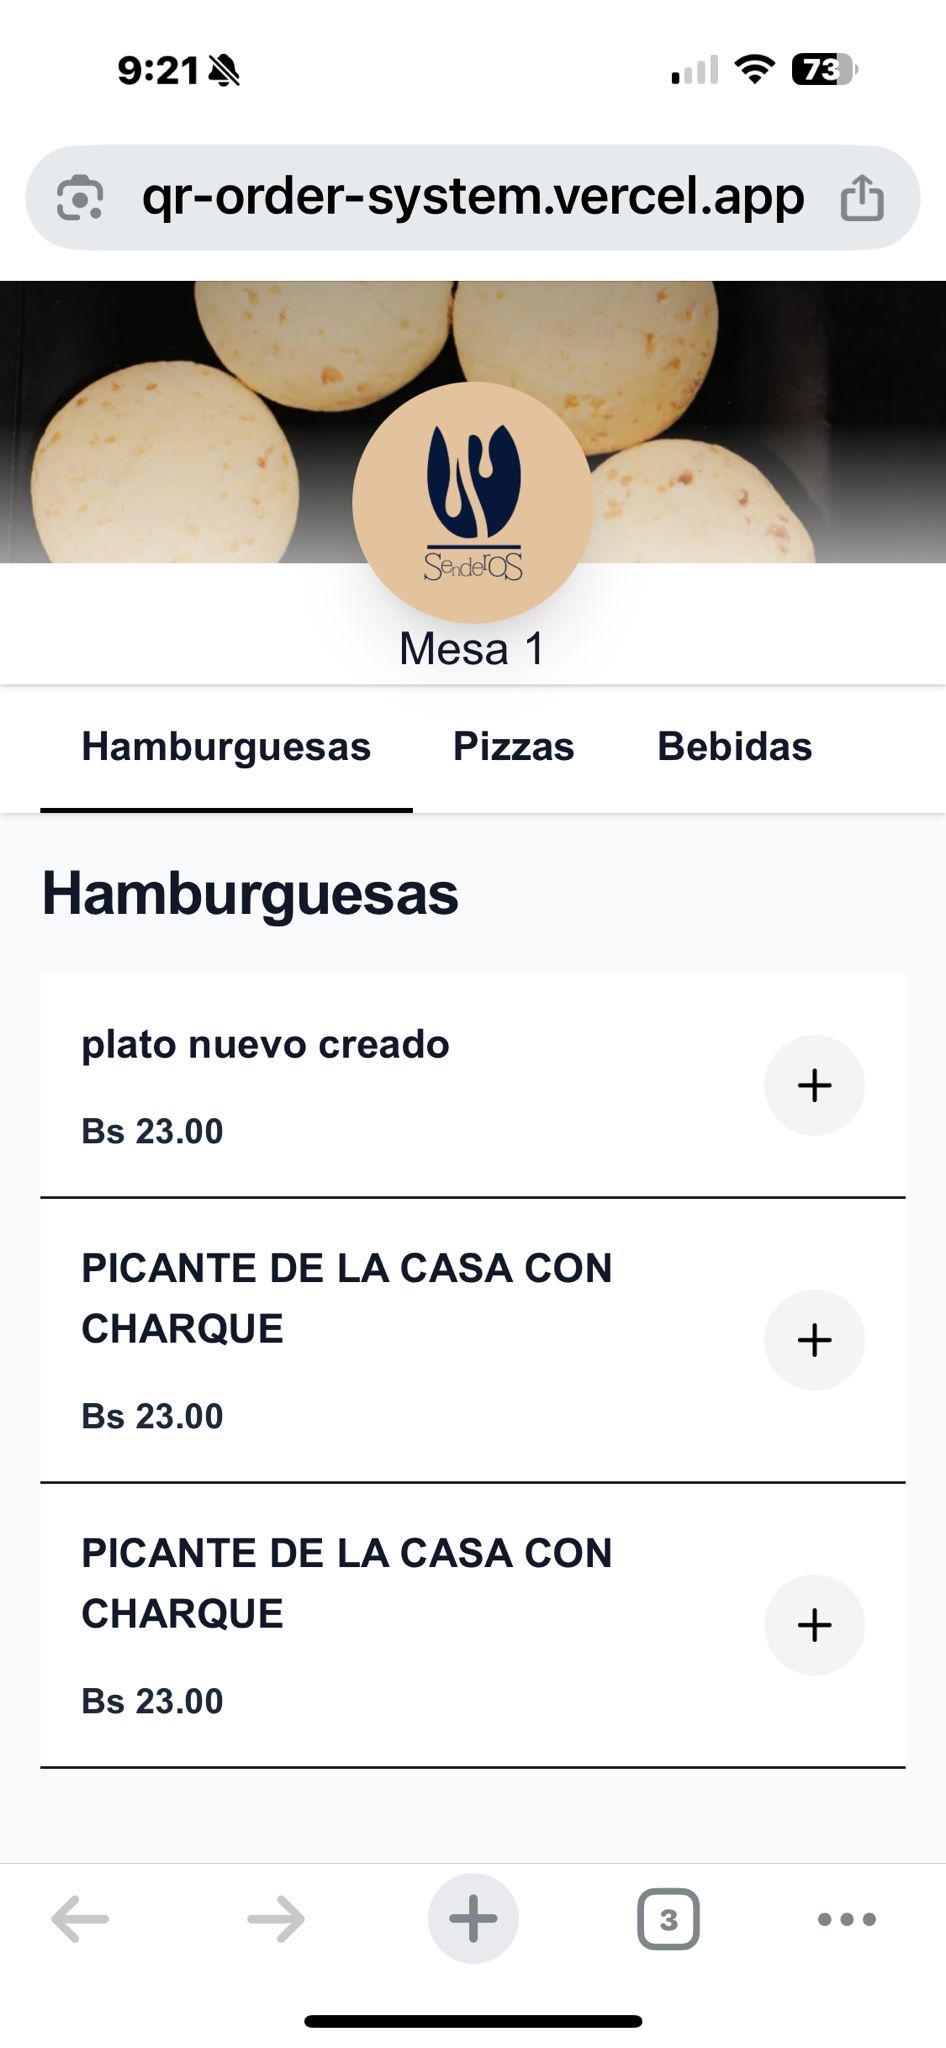 9:21
73
qr-order-system.vercel.app
SenderOS
Mesa 1
Hamburguesas Pizzas Bebidas
Hamburguesas
plato nuevo creado
Bs 23.00
PICANTE DE LA CASA CON
CHARQUE
Bs 23.00
PICANTE DE LA CASA CON
CHARQUE
Bs 23.00
3